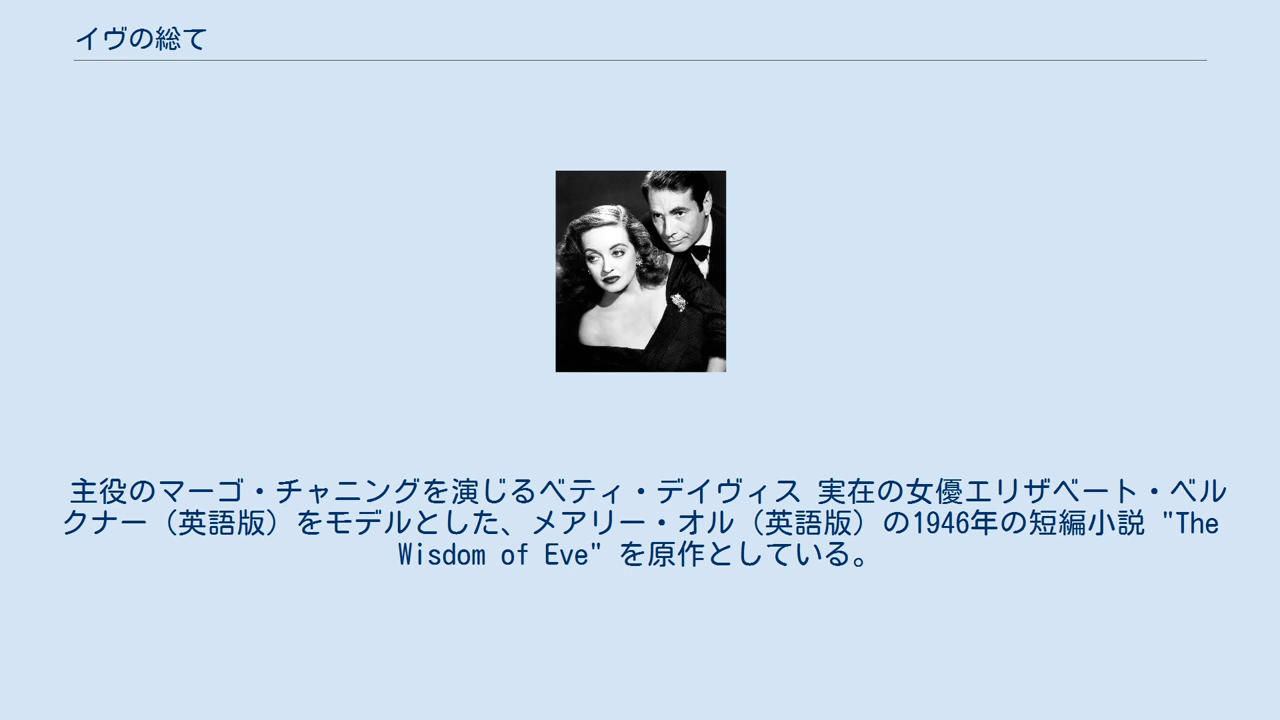 イヴの総て
主役のマーゴ・チャニングを演じるベティ・デイヴィス 実在の女優エリザベート・ベル
クナー（英語版）をモデルとした、メアリー・オル（英語版）の1946年の短編小説 "The
Wisdom of Eve" を原作としている。